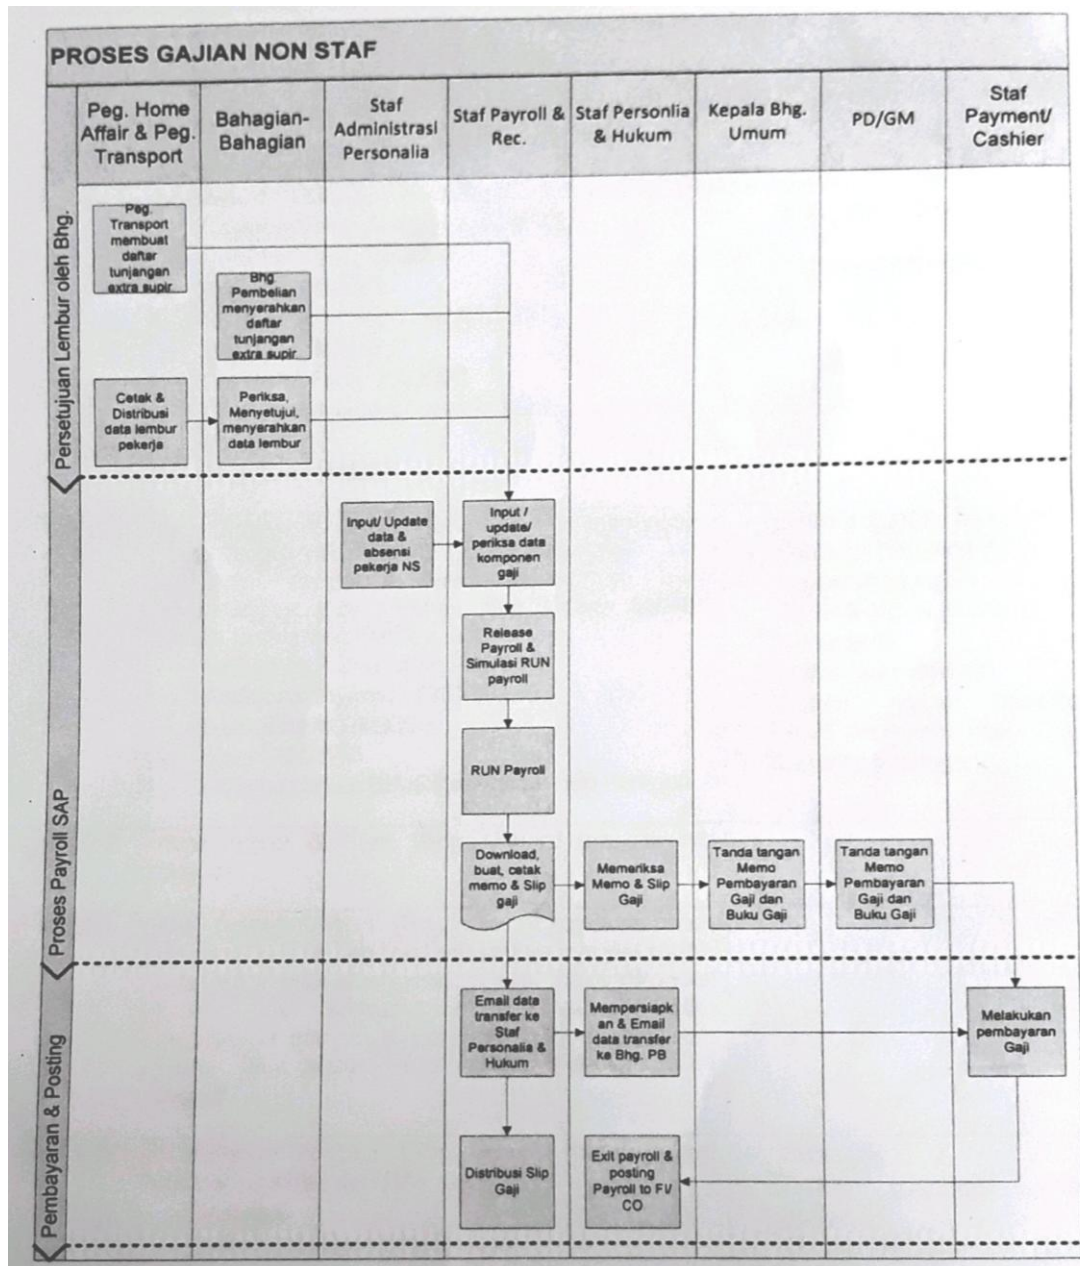 PROSES GAJIAN NON STAF
Peg. Home
Affair & Peg.
Transport
Bahagian-
Bahagian
Staf
Administrasi
Personalia
Staf Payroll &
Rec.
Staf Personlia
& Hukum
Kepala Bhg.
Umum
PD/GM
Staf
Payment/
Cashier
Persetujuan Lembur oleh Bhg.
Peg.
Transport
membuat
daftar
tunjangan
extra supir
Bhg
Pembelian
menyerahkan
daftar
tunjangan
extra supir
Cetak &
Distribusi
data lembur
pekerja
Periksa,
Menyetujui,
menyerahkan
data lembur
Proses Payroll SAP
Input/ Update
data &
absensi
pekerja NS
Input /
update/
periksa data
komponen
gaji
Release
Payroll &
Simulasi RUN
payroll
RUN Payroll
Download,
buat, cetak
memo & Slip
gaji
Memeriksa
Memo & Slip
Gaji
Tanda tangan
Memo
Pembayaran
Gaji dan
Buku Gaji
Tanda tangan
Memo
Pembayaran
Gaji dan
Buku Gaji
Pembayaran & Posting
Email data
transfer ke
Staf
Personalia &
Hukum
Mempersiapk
an & Email
data transfer
ke Bhg. PB
Melakukan
pembayaran
Gaji
Distribusi Slip
Gaji
Exit payroll &
posting
Payroll to FI/
CO